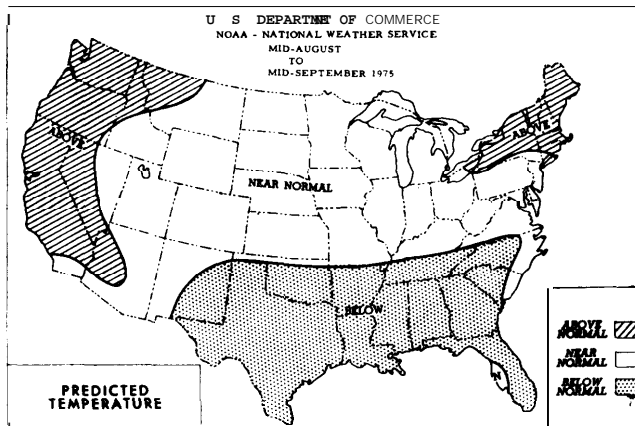 U S DEPARTMENT OF COMMERCE
NOAA - NATIONAL WEATHER SERVICE
MID-AUGUST
TO
MID-SEPTEMBER 1975
ABOVE
ABOVE
NEAR NORMAL
BELOW
ABOVE
NORMAL
NEAR
NORMAL
BELOW
NORMAL
PREDICTED
TEMPERATURE